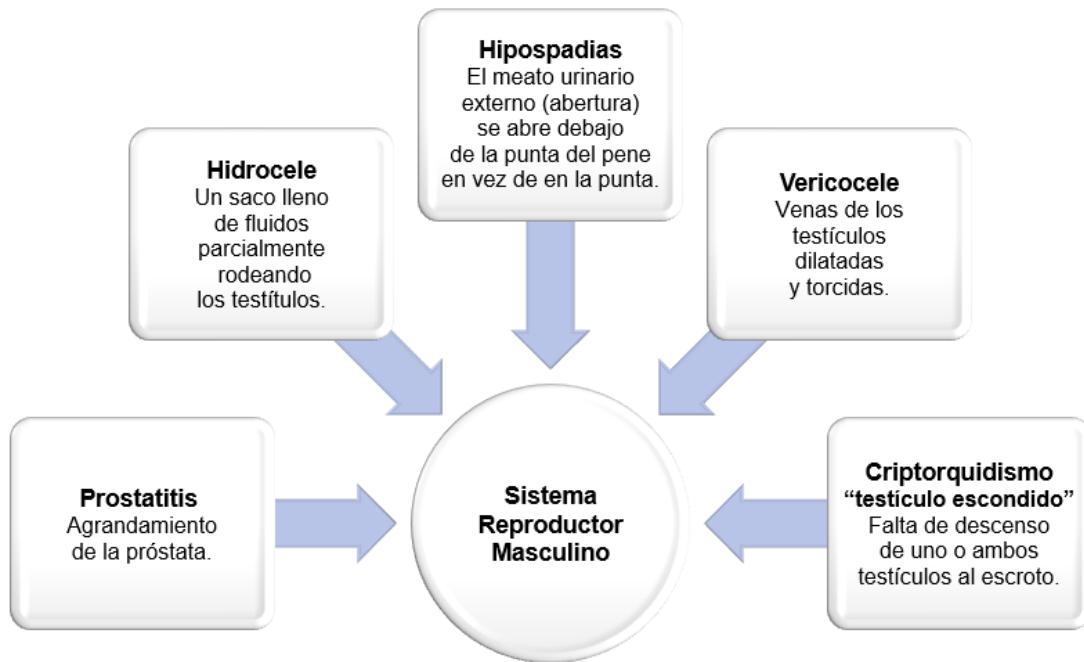 Hipospadias
El meato urinario
externo (abertura)
se abre debajo
de la punta del pene
en vez de en la punta.
Hidrocele
Un saco lleno
de fluidos
parcialmente
rodeando
los testítulos.
Vericocele
Venas de los
testículos
dilatadas
y torcidas.
Prostatitis
Agrandamiento
de la próstata.
Sistema
Reproductor
Masculino
Criptorquidismo
“testículo escondido”
Falta de descenso
de uno o ambos
testículos al escroto.